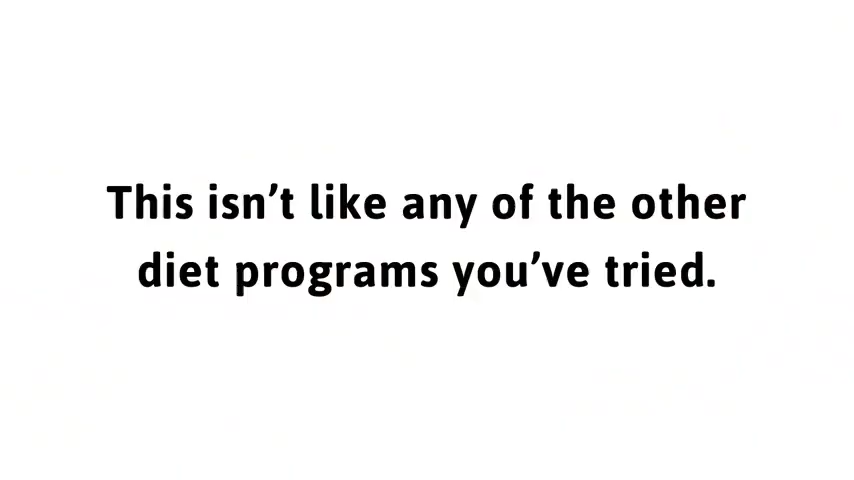 This isn’t like any of the other
diet programs you’ve tried.